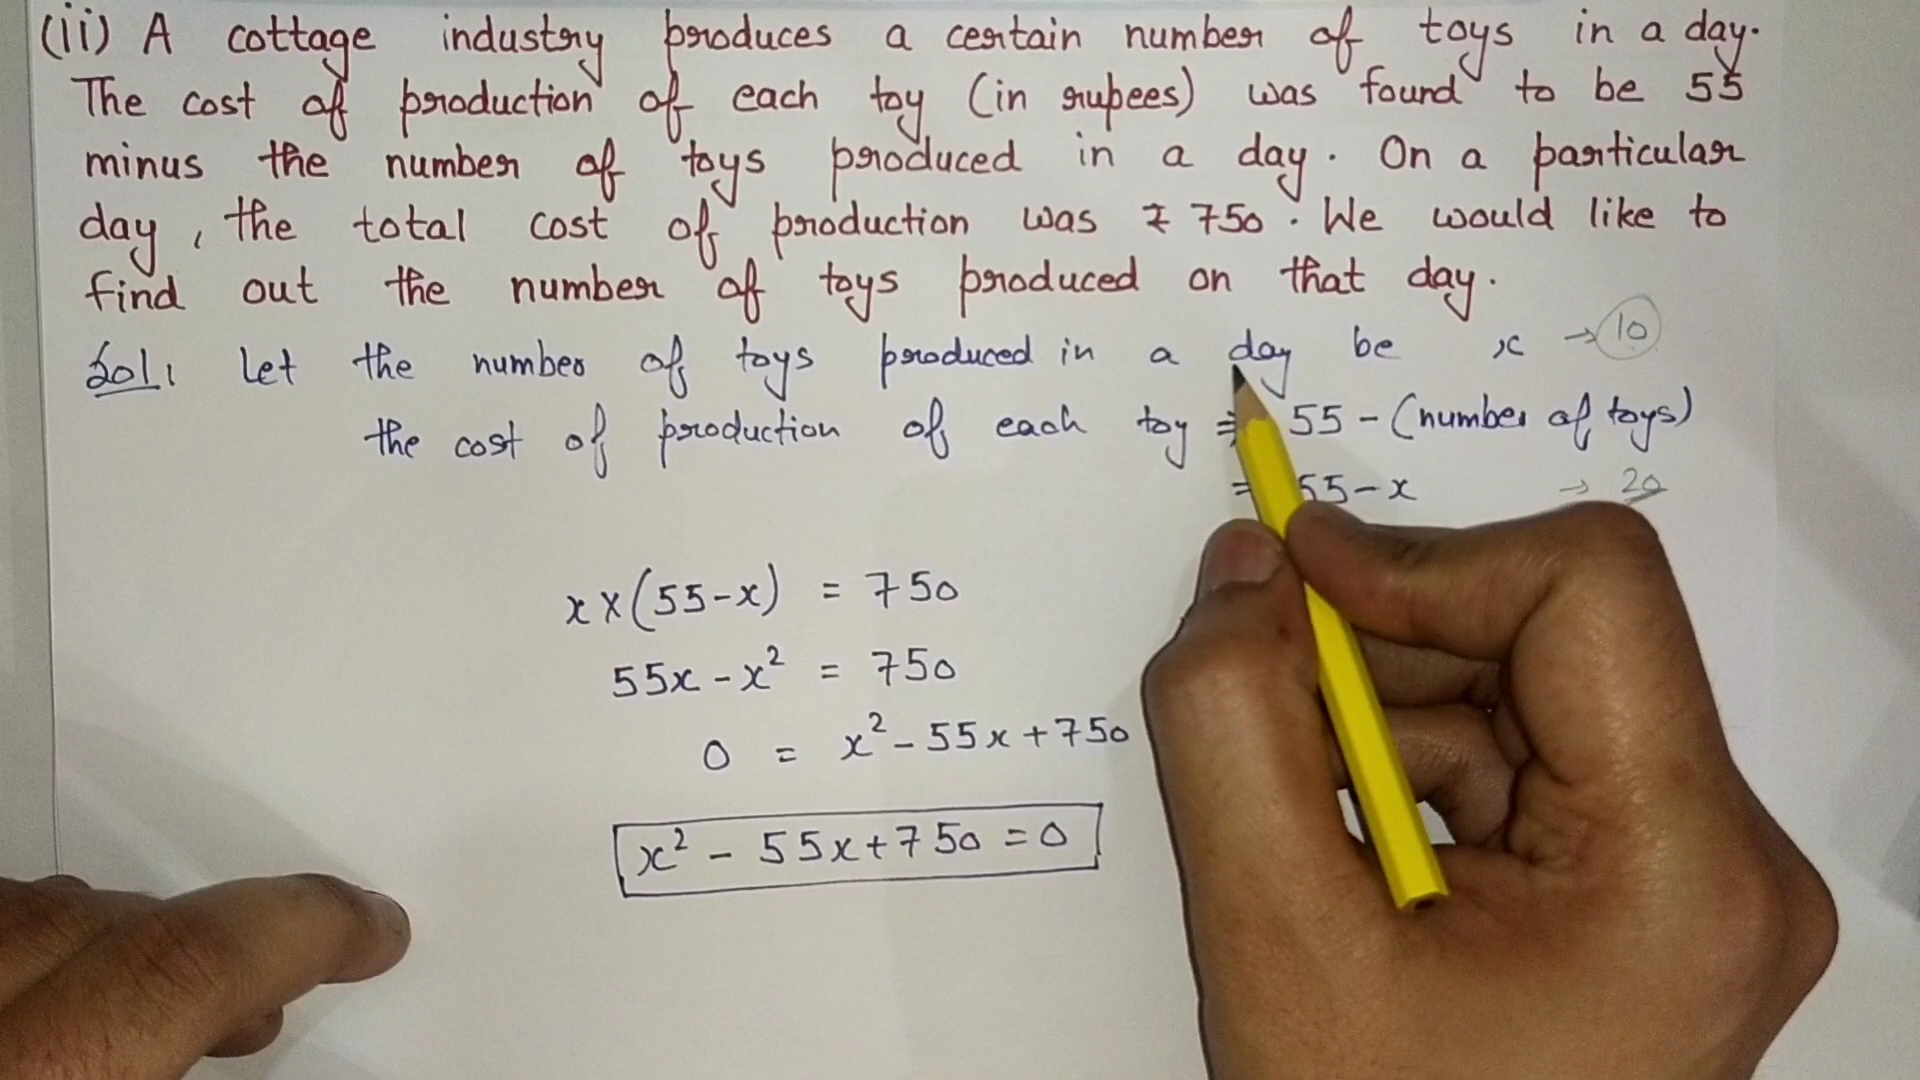 (ii) A cottage industry produces a certain number of toys in a day.
The cost of production of each toy (in rupees) was found to be 55
minus the number of toys produced in a day. On a particular
day, the total cost of production was ₹ 750. We would like to
find out the number of toys produced on that day.
Sol: Let the number of toys produced in a day be x → 10
the cost of production of each toy = 55 - (number of toys)
= 55-x → 20
x×(55-x) = 750
55x-x² = 750
0 = x²-55x+750
x² - 55x+750 =0